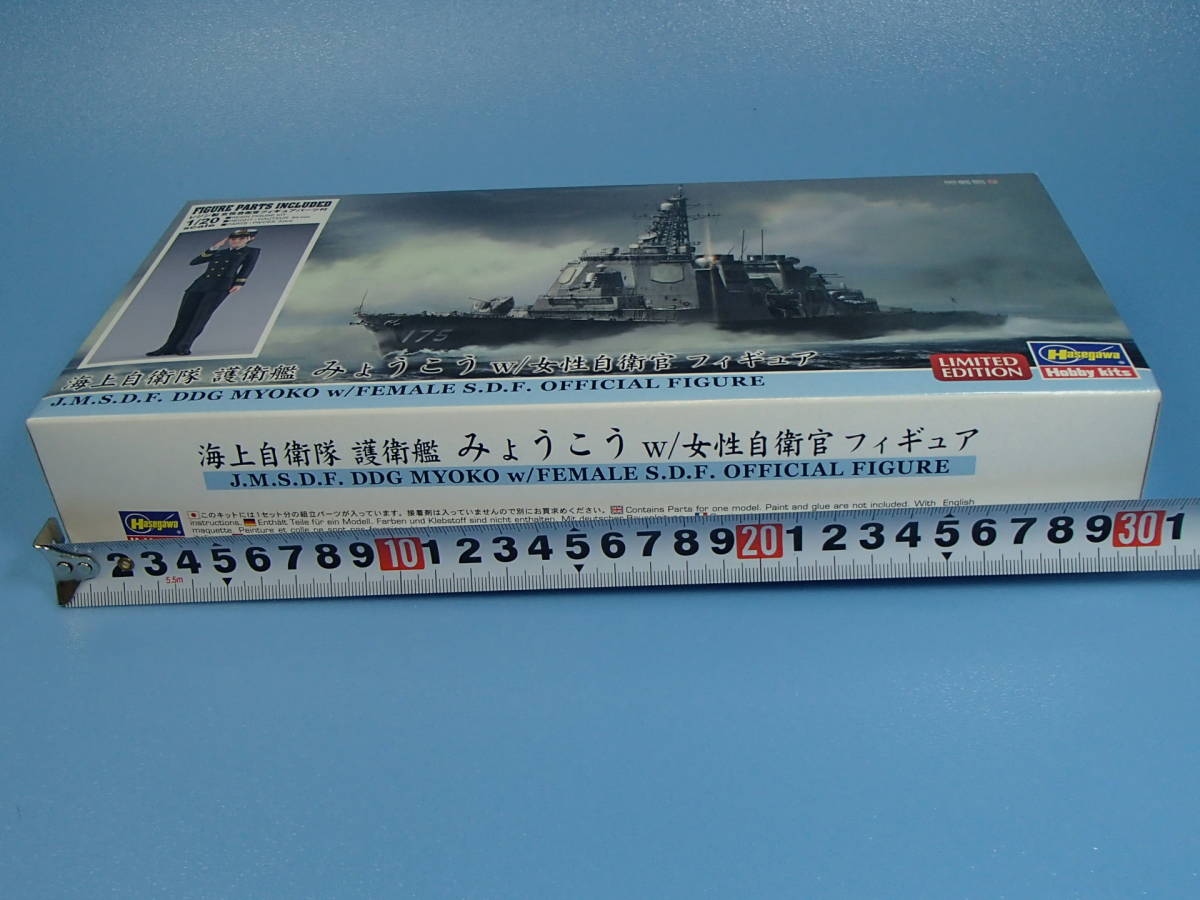 FIGURE PARTS INCLUDED
1/20
SCALE
175
海上自衛隊 護衛艦 みょうこう w/女性自衛官 フィギュア
J.M.S.D.F. DDG MYOKO w/FEMALE S.D.F. OFFICIAL FIGURE
LIMITED
EDITION
Hasegawa
Hobby kits
海上自衛隊 護衛艦 みょうこう w/女性自衛官 フィギュア
J.M.S.D.F. DDG MYOKO w/FEMALE S.D.F. OFFICIAL FIGURE
Hasegawa
このキットには1セット分の組立パーツが入っています。接着剤は入っていませんので別にお買求めください。 Contains Parts for one model. Paint and glue are not included. With English
instructions. Enthält Teile für ein Modell. Farben und Klebstoff sind nicht enthalten. Mit deutschen
maquette. Peinture et colle ne sont pas
2 3 4 5 6 7 8 9 10 1 2 3 4 5 6 7 8 9 20 1 2 3 4 5 6 7 8 9 30 1
5.5m